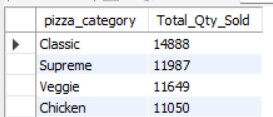 pizza_category Total_Qty_Sold
Classic 14888
Supreme 11987
Veggie 11649
Chicken 11050